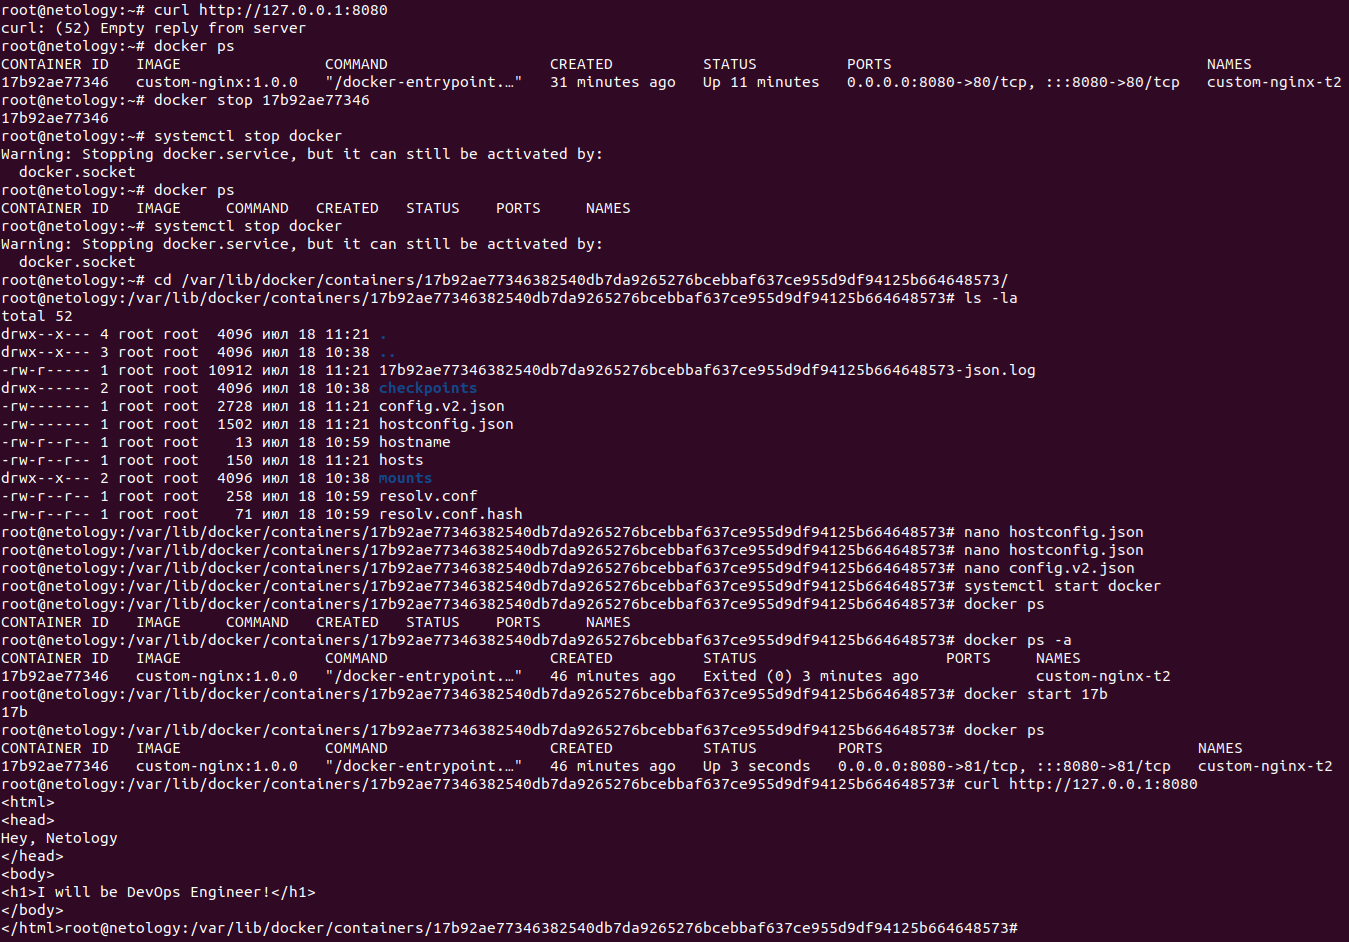 root@netology:~# curl http://127.0.0.1:8080
curl: (52) Empty reply from server
root@netology:~# docker ps
CONTAINER ID   IMAGE                COMMAND                  CREATED             STATUS          PORTS                                   NAMES
17b92ae77346   custom-nginx:1.0.0   "/docker-entrypoint.…"   31 minutes ago   Up 11 minutes   0.0.0.0:8080->80/tcp, :::8080->80/tcp   custom-nginx-t2
root@netology:~# docker stop 17b92ae77346
17b92ae77346
root@netology:~# systemctl stop docker
Warning: Stopping docker.service, but it can still be activated by:
  docker.socket
root@netology:~# docker ps
CONTAINER ID   IMAGE     COMMAND   CREATED   STATUS    PORTS     NAMES
root@netology:~# systemctl stop docker
Warning: Stopping docker.service, but it can still be activated by:
  docker.socket
root@netology:~# cd /var/lib/docker/containers/17b92ae77346382540db7da9265276bcebbaf637ce955d9df94125b664648573/
root@netology:/var/lib/docker/containers/17b92ae77346382540db7da9265276bcebbaf637ce955d9df94125b664648573# ls -la
total 52
drwx--x--- 4 root root  4096 июл 18 11:21 .
drwx--x--- 3 root root  4096 июл 18 10:38 ..
-rw-r----- 1 root root 10912 июл 18 11:21 17b92ae77346382540db7da9265276bcebbaf637ce955d9df94125b664648573-json.log
drwx------ 2 root root  4096 июл 18 10:38 checkpoints
-rw------- 1 root root  2728 июл 18 11:21 config.v2.json
-rw------- 1 root root  1502 июл 18 11:21 hostconfig.json
-rw-r--r-- 1 root root    13 июл 18 10:59 hostname
-rw-r--r-- 1 root root   150 июл 18 11:21 hosts
drwx--x--- 2 root root  4096 июл 18 10:38 mounts
-rw-r--r-- 1 root root   258 июл 18 10:59 resolv.conf
-rw-r--r-- 1 root root    71 июл 18 10:59 resolv.conf.hash
root@netology:/var/lib/docker/containers/17b92ae77346382540db7da9265276bcebbaf637ce955d9df94125b664648573# nano hostconfig.json
root@netology:/var/lib/docker/containers/17b92ae77346382540db7da9265276bcebbaf637ce955d9df94125b664648573# nano hostconfig.json
root@netology:/var/lib/docker/containers/17b92ae77346382540db7da9265276bcebbaf637ce955d9df94125b664648573# nano config.v2.json
root@netology:/var/lib/docker/containers/17b92ae77346382540db7da9265276bcebbaf637ce955d9df94125b664648573# systemctl start docker
root@netology:/var/lib/docker/containers/17b92ae77346382540db7da9265276bcebbaf637ce955d9df94125b664648573# docker ps
CONTAINER ID   IMAGE     COMMAND   CREATED   STATUS    PORTS     NAMES
root@netology:/var/lib/docker/containers/17b92ae77346382540db7da9265276bcebbaf637ce955d9df94125b664648573# docker ps -a
CONTAINER ID   IMAGE                COMMAND                  CREATED          STATUS                     PORTS     NAMES
17b92ae77346   custom-nginx:1.0.0   "/docker-entrypoint.…"   46 minutes ago   Exited (0) 3 minutes ago             custom-nginx-t2
root@netology:/var/lib/docker/containers/17b92ae77346382540db7da9265276bcebbaf637ce955d9df94125b664648573# docker start 17b
17b
root@netology:/var/lib/docker/containers/17b92ae77346382540db7da9265276bcebbaf637ce955d9df94125b664648573# docker ps
CONTAINER ID   IMAGE                COMMAND                  CREATED          STATUS         PORTS                                   NAMES
17b92ae77346   custom-nginx:1.0.0   "/docker-entrypoint.…"   46 minutes ago   Up 3 seconds   0.0.0.0:8080->81/tcp, :::8080->81/tcp   custom-nginx-t2
root@netology:/var/lib/docker/containers/17b92ae77346382540db7da9265276bcebbaf637ce955d9df94125b664648573# curl http://127.0.0.1:8080
<html>
<head>
Hey, Netology
</head>
<body>
<h1>I will be DevOps Engineer!</h1>
</body>
</html>root@netology:/var/lib/docker/containers/17b92ae77346382540db7da9265276bcebbaf637ce955d9df94125b664648573#